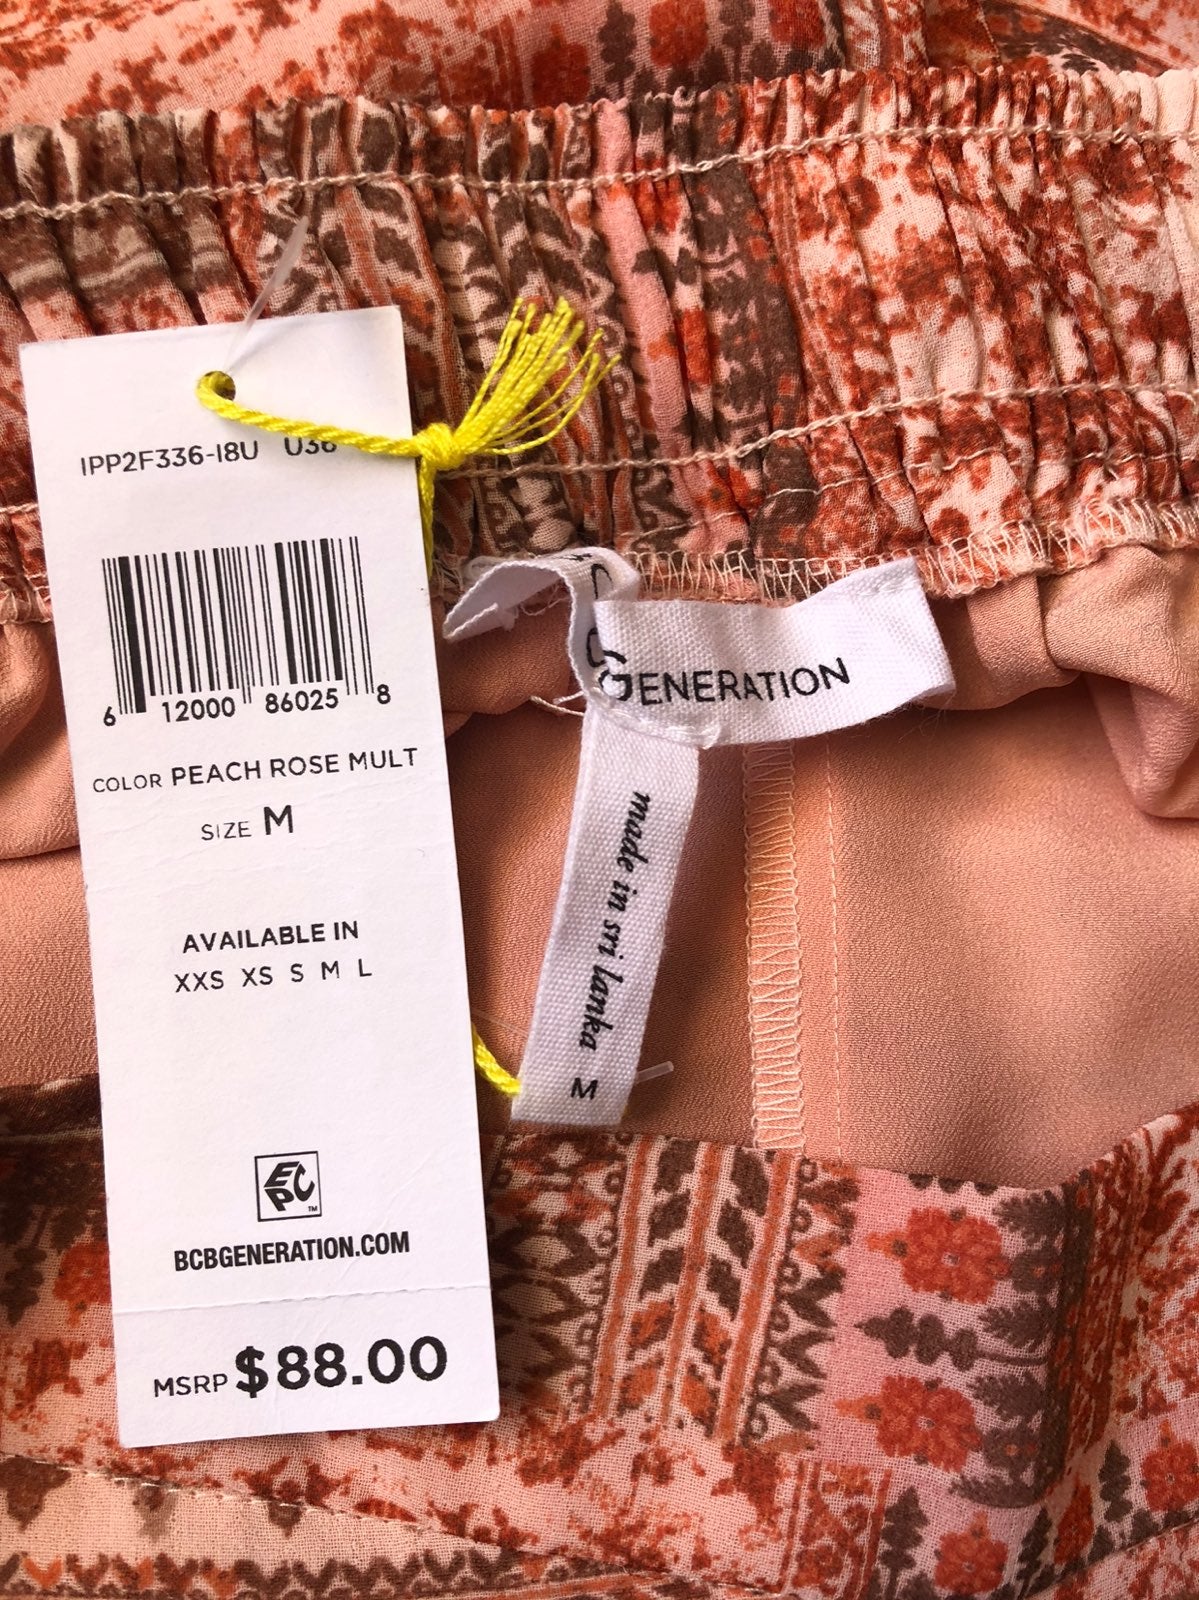 IPP2F336-I8U U36
6 12000 86025 8
COLOR PEACH ROSE MULT
SIZE M
AVAILABLE IN
XXS XS S M L
EPC
TM
BCBGENERATION.COM
MSRP $88.00
GENERATION
made in sri lanka M